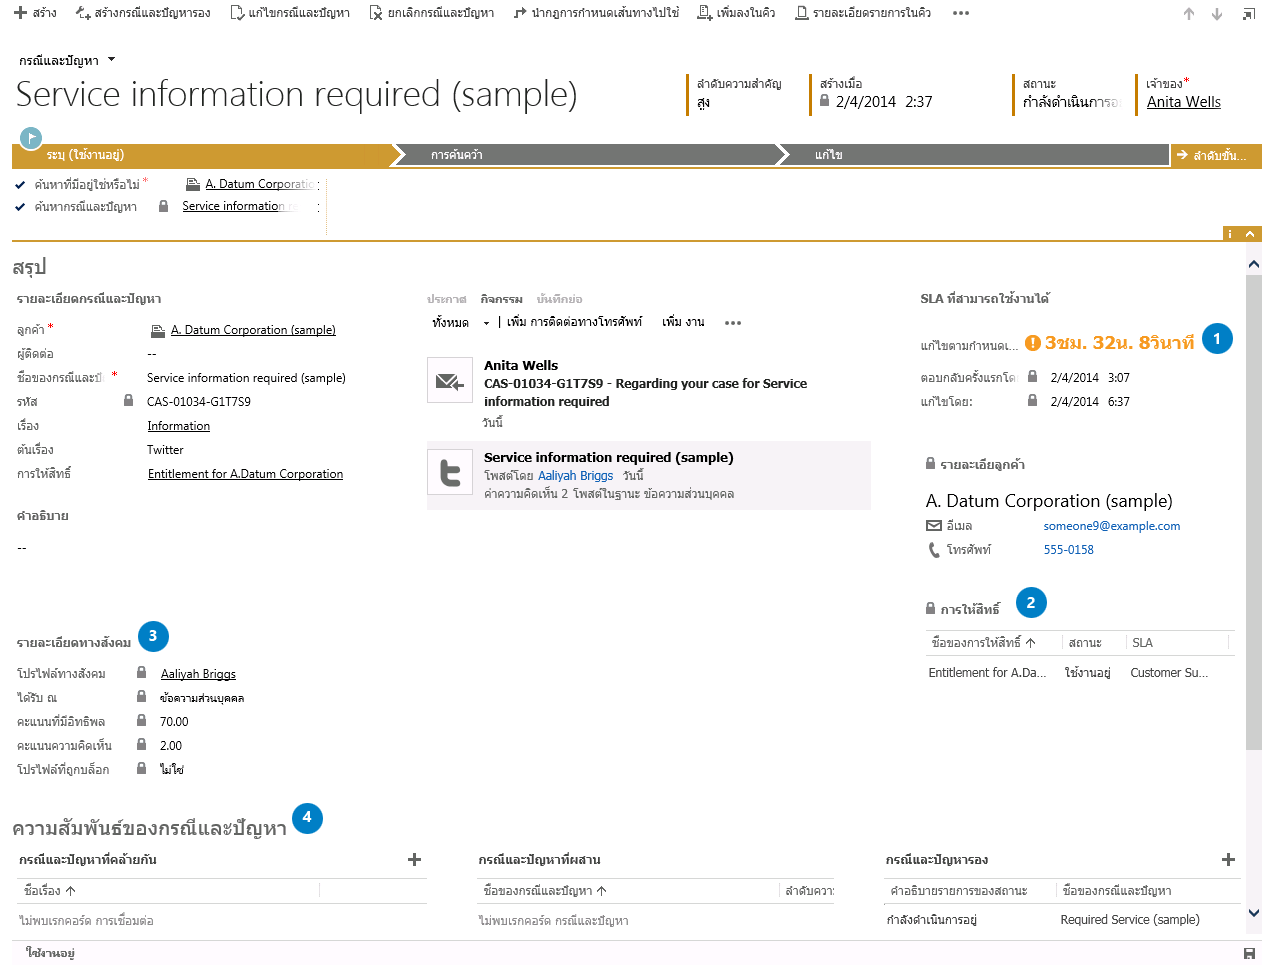 สร้าง
สร้างกรณีและปัญหารอง
แก้ไขกรณีและปัญหา
ยกเลิกกรณีและปัญหา
นำกฎการกำหนดเส้นทางไปใช้
เพิ่มลงในคิว
รายละเอียดรายการในคิว
กรณีและปัญหา
Service information required (sample)
ลำดับความสำคัญ
สูง
สร้างเมื่อ
2/4/2014 2:37
สถานะ
กำลังดำเนินการอ
เจ้าของ*
Anita Wells
ระบุ (ใช้งานอยู่)
การค้นคว้า
แก้ไข
ลำดับขั้น...
ค้นหาที่มีอยู่ใช่หรือไม่ *
A. Datum Corporatio
ค้นหากรณีและปัญหา
Service information
สรุป
รายละเอียดกรณีและปัญหา
ลูกค้า *
A. Datum Corporation (sample)
ผู้ติดต่อ
--
ชื่อของกรณีและปั *
Service information required (sample)
รหัส
CAS-01034-G1T7S9
เรื่อง
Information
ต้นเรื่อง
Twitter
การให้สิทธิ์
Entitlement for A.Datum Corporation
คำอธิบาย
--
ประกาศ กิจกรรม บันทึกย่อ
ทั้งหมด | เพิ่ม การติดต่อทางโทรศัพท์ เพิ่ม งาน
Anita Wells
CAS-01034-G1T7S9 - Regarding your case for Service
information required
วันนี้
Service information required (sample)
โพสต์โดย Aaliyah Briggs วันนี้
ค่าความคิดเห็น 2 โพสต์ในฐานะ ข้อความส่วนบุคคล
SLA ที่สามารถใช้งานได้
แก้ไขตามกำหนดเ... 3ชม. 32น. 8วินาที 1
ตอบกลับครั้งแรกโด 2/4/2014 3:07
แก้ไขโดย: 2/4/2014 6:37
รายละเอียลูกค้า
A. Datum Corporation (sample)
อีเมล someone9@example.com
โทรศัพท์ 555-0158
การให้สิทธิ์ 2
ชื่อของการให้สิทธิ์ สถานะ SLA
Entitlement for A.Da... ใช้งานอยู่ Customer Su...
รายละเอียดทางสังคม 3
โปรไฟล์ทางสังคม Aaliyah Briggs
ได้รับ ณ ข้อความส่วนบุคคล
คะแนนที่มีอิทธิพล 70.00
คะแนนความคิดเห็น 2.00
โปรไฟล์ที่ถูกบล็อก ไม่ใช่
ความสัมพันธ์ของกรณีและปัญหา 4
กรณีและปัญหาที่คล้ายกัน
ชื่อเรื่อง
ไม่พบเรกคอร์ด การเชื่อมต่อ
กรณีและปัญหาที่ผสาน
ชื่อของกรณีและปัญหา ลำดับควา
ไม่พบเรกคอร์ด กรณีและปัญหา
กรณีและปัญหารอง
คำอธิบายรายการของสถานะ ชื่อของกรณีและปัญหา
กำลังดำเนินการอยู่ Required Service (sample)
ใช้งานอยู่